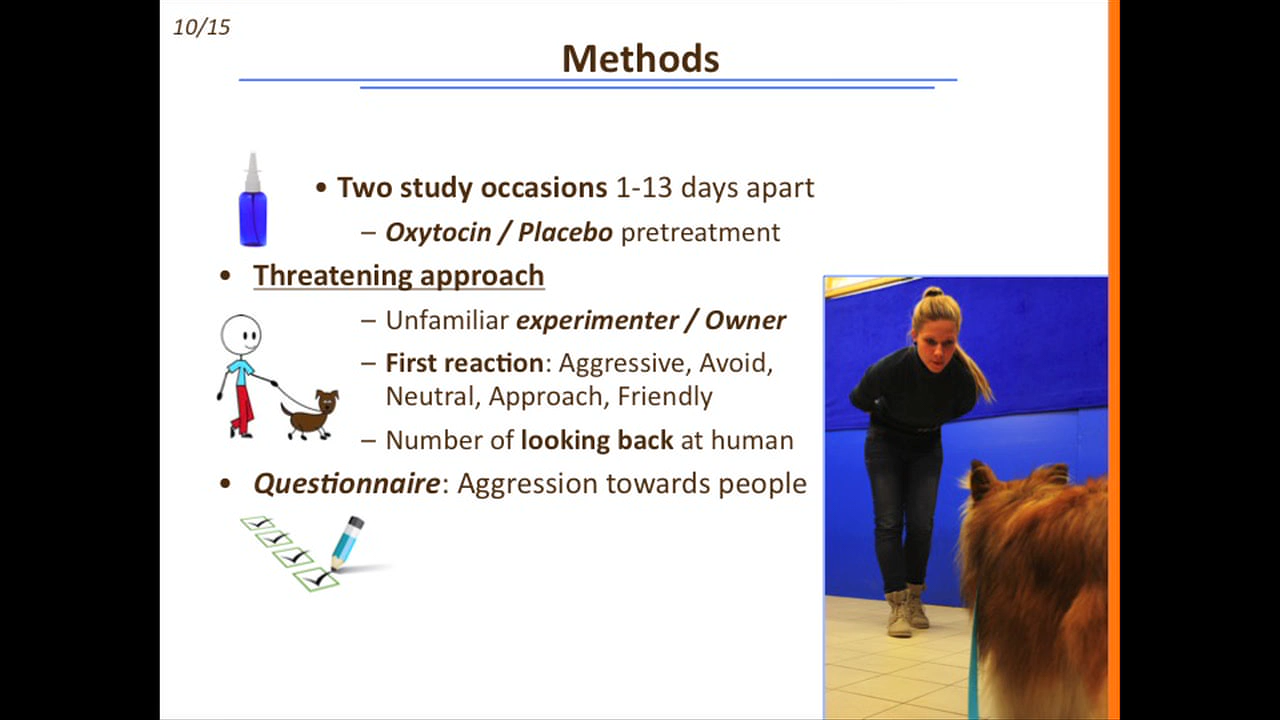 10/15
Methods
• Two study occasions 1-13 days apart
– Oxytocin / Placebo pretreatment
• Threatening approach
– Unfamiliar experimenter / Owner
– First reaction: Aggressive, Avoid,
Neutral, Approach, Friendly
– Number of looking back at human
• Questionnaire: Aggression towards people